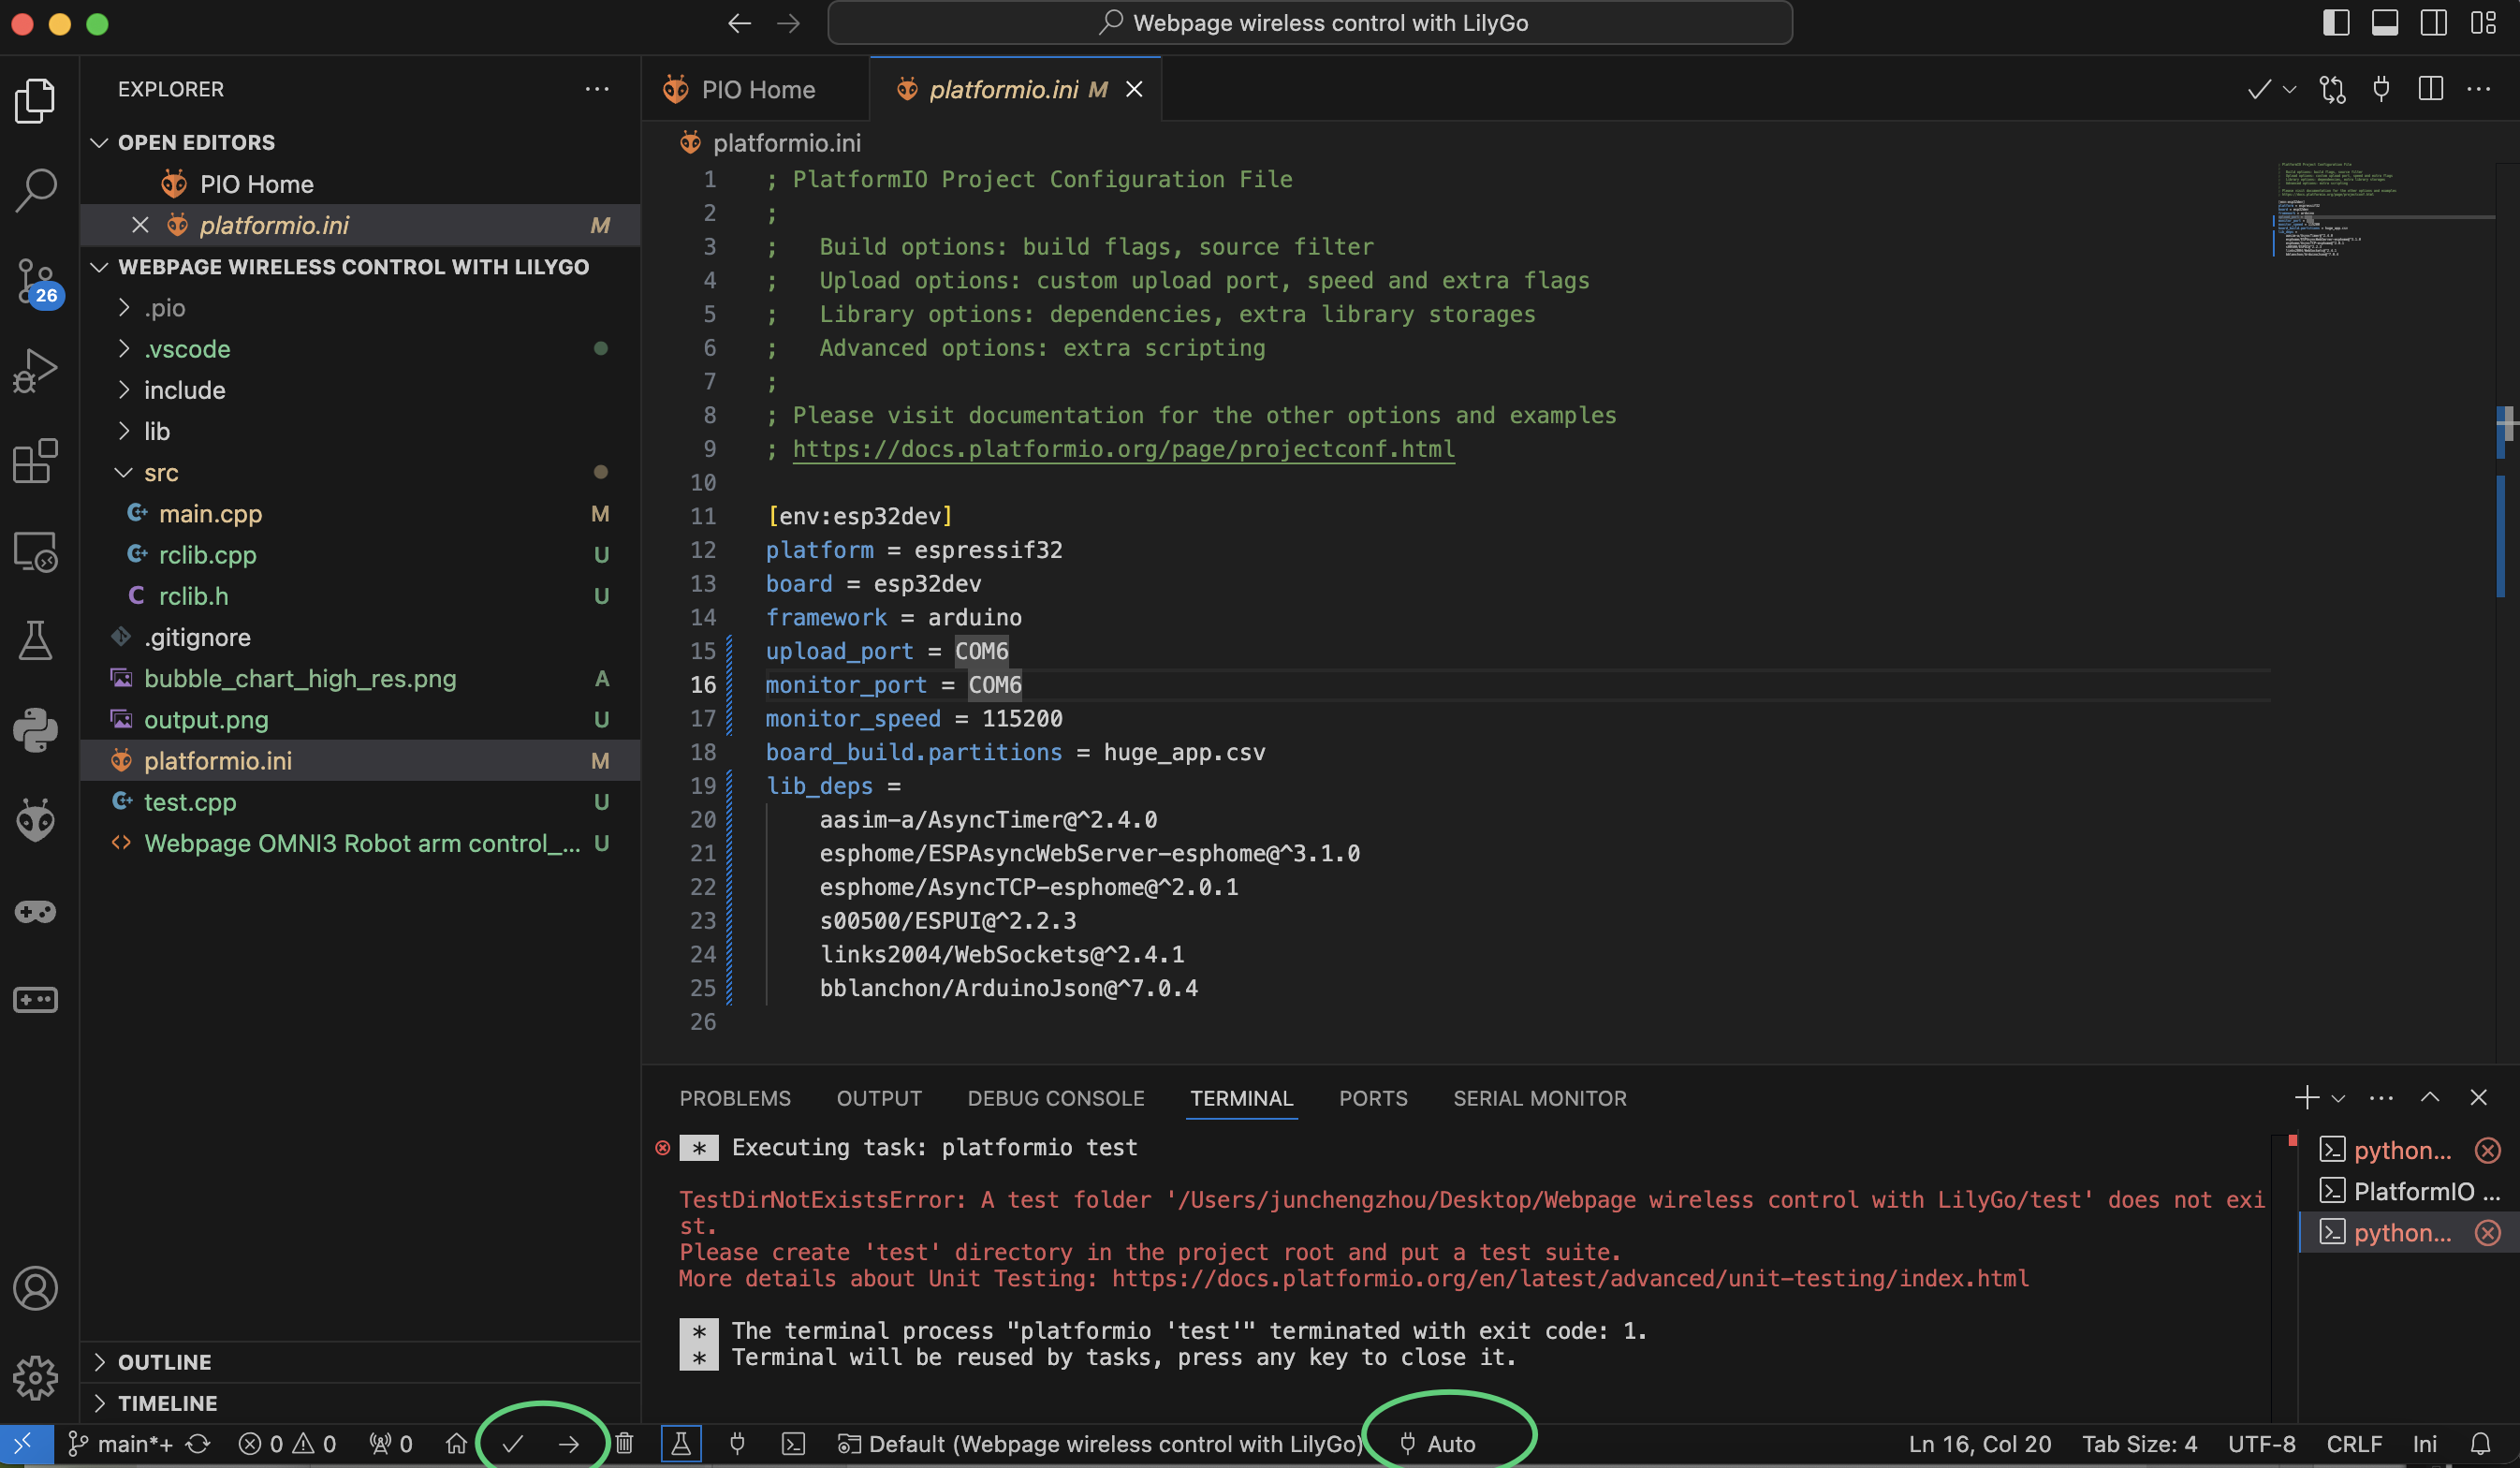 Webpage wireless control with LilyGo
EXPLORER
OPEN EDITORS
PIO Home
platformio.ini M
WEBPAGE WIRELESS CONTROL WITH LILYGO
.pio
.vscode
include
lib
src
main.cpp M
rclib.cpp U
rclib.h U
.gitignore
bubble_chart_high_res.png A
output.png U
platformio.ini M
test.cpp U
Webpage OMNI3 Robot arm control_... U
OUTLINE
TIMELINE
26
PIO Home
platformio.ini M
platformio.ini
1 ; PlatformIO Project Configuration File
2 ;
3 ;   Build options: build flags, source filter
4 ;   Upload options: custom upload port, speed and extra flags
5 ;   Library options: dependencies, extra library storages
6 ;   Advanced options: extra scripting
7 ;
8 ; Please visit documentation for the other options and examples
9 ; https://docs.platformio.org/page/projectconf.html
10
11 [env:esp32dev]
12 platform = espressif32
13 board = esp32dev
14 framework = arduino
15 upload_port = COM6
16 monitor_port = COM6
17 monitor_speed = 115200
18 board_build.partitions = huge_app.csv
19 lib_deps =
20     aasim-a/AsyncTimer@^2.4.0
21     esphome/ESPAsyncWebServer-esphome@^3.1.0
22     esphome/AsyncTCP-esphome@^2.0.1
23     s00500/ESPUI@^2.2.3
24     links2004/WebSockets@^2.4.1
25     bblanchon/ArduinoJson@^7.0.4
26
PROBLEMS OUTPUT DEBUG CONSOLE TERMINAL PORTS SERIAL MONITOR
* Executing task: platformio test
TestDirNotExistsError: A test folder '/Users/junchengzhou/Desktop/Webpage wireless control with LilyGo/test' does not exi
st.
Please create 'test' directory in the project root and put a test suite.
More details about Unit Testing: https://docs.platformio.org/en/latest/advanced/unit-testing/index.html
* The terminal process "platformio 'test'" terminated with exit code: 1.
* Terminal will be reused by tasks, press any key to close it.
python...
PlatformIO ...
python...
main*+ 0 0 0 Default (Webpage wireless control with LilyGo) Auto Ln 16, Col 20 Tab Size: 4 UTF-8 CRLF Ini